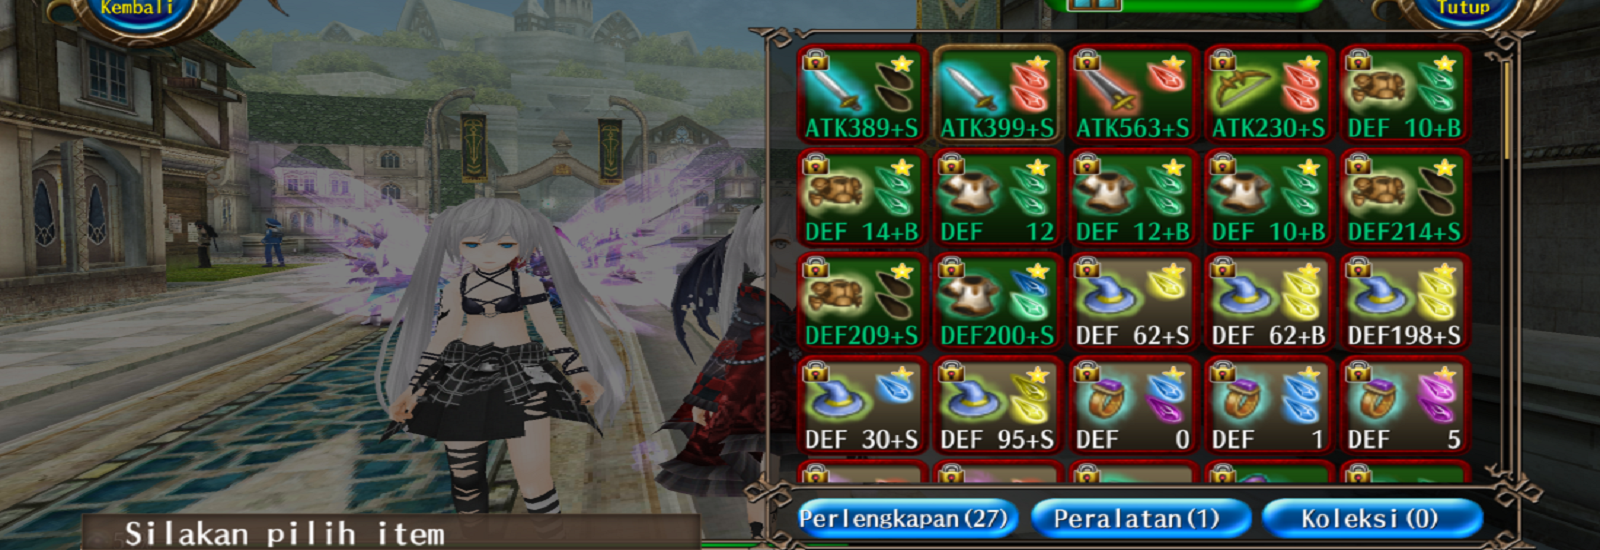 Kembali
Tutup
ATK389+S ATK399+S ATK563+S ATK230+S DEF 10+B
DEF 14+B DEF 12 DEF 12+B DEF 10+B DEF214+S
DEF209+S DEF200+S DEF 62+S DEF 62+B DEF198+S
DEF 30+S DEF 95+S DEF 0 DEF 1 DEF 5
Perlengkapan(27) Peralatan(1) Koleksi(0)
Silakan pilih item